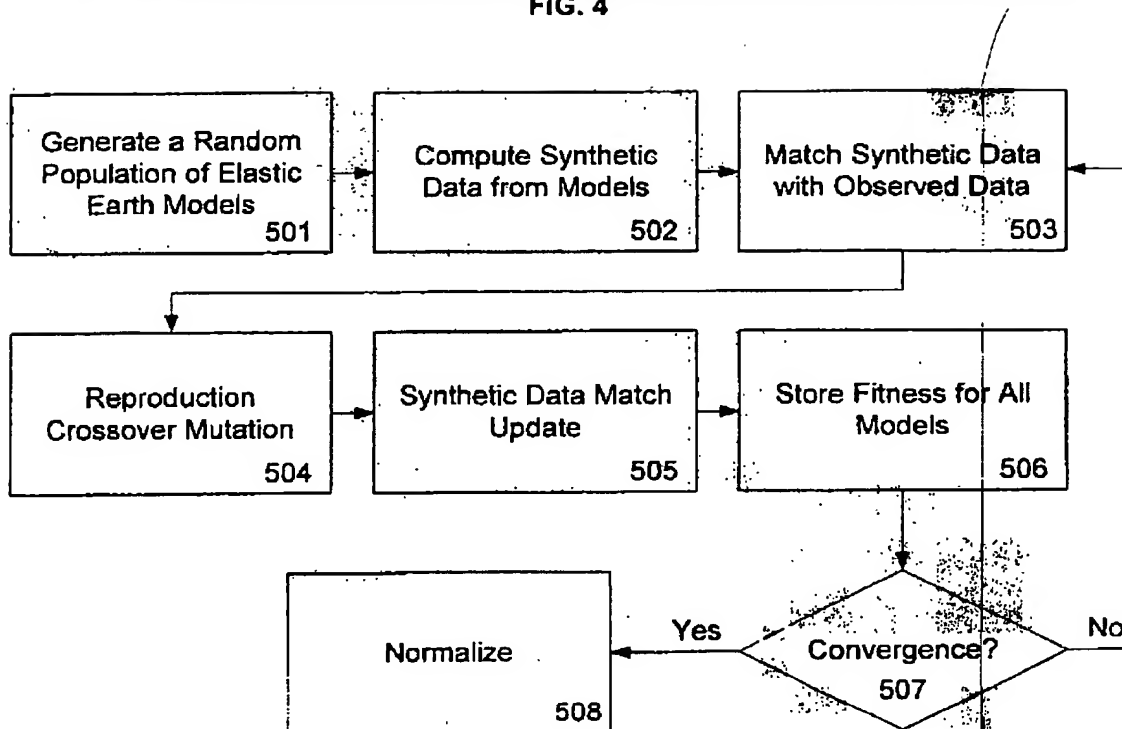 FIG. 4
Generate a Random
Population of Elastic
Earth Models
501
Compute Synthetic
Data from Models
502
Match Synthetic Data
with Observed Data
503
Reproduction
Crossover Mutation
504
Synthetic Data Match
Update
505
Store Fitness for All
Models
506
Convergence?
507
Yes
No
Normalize
508